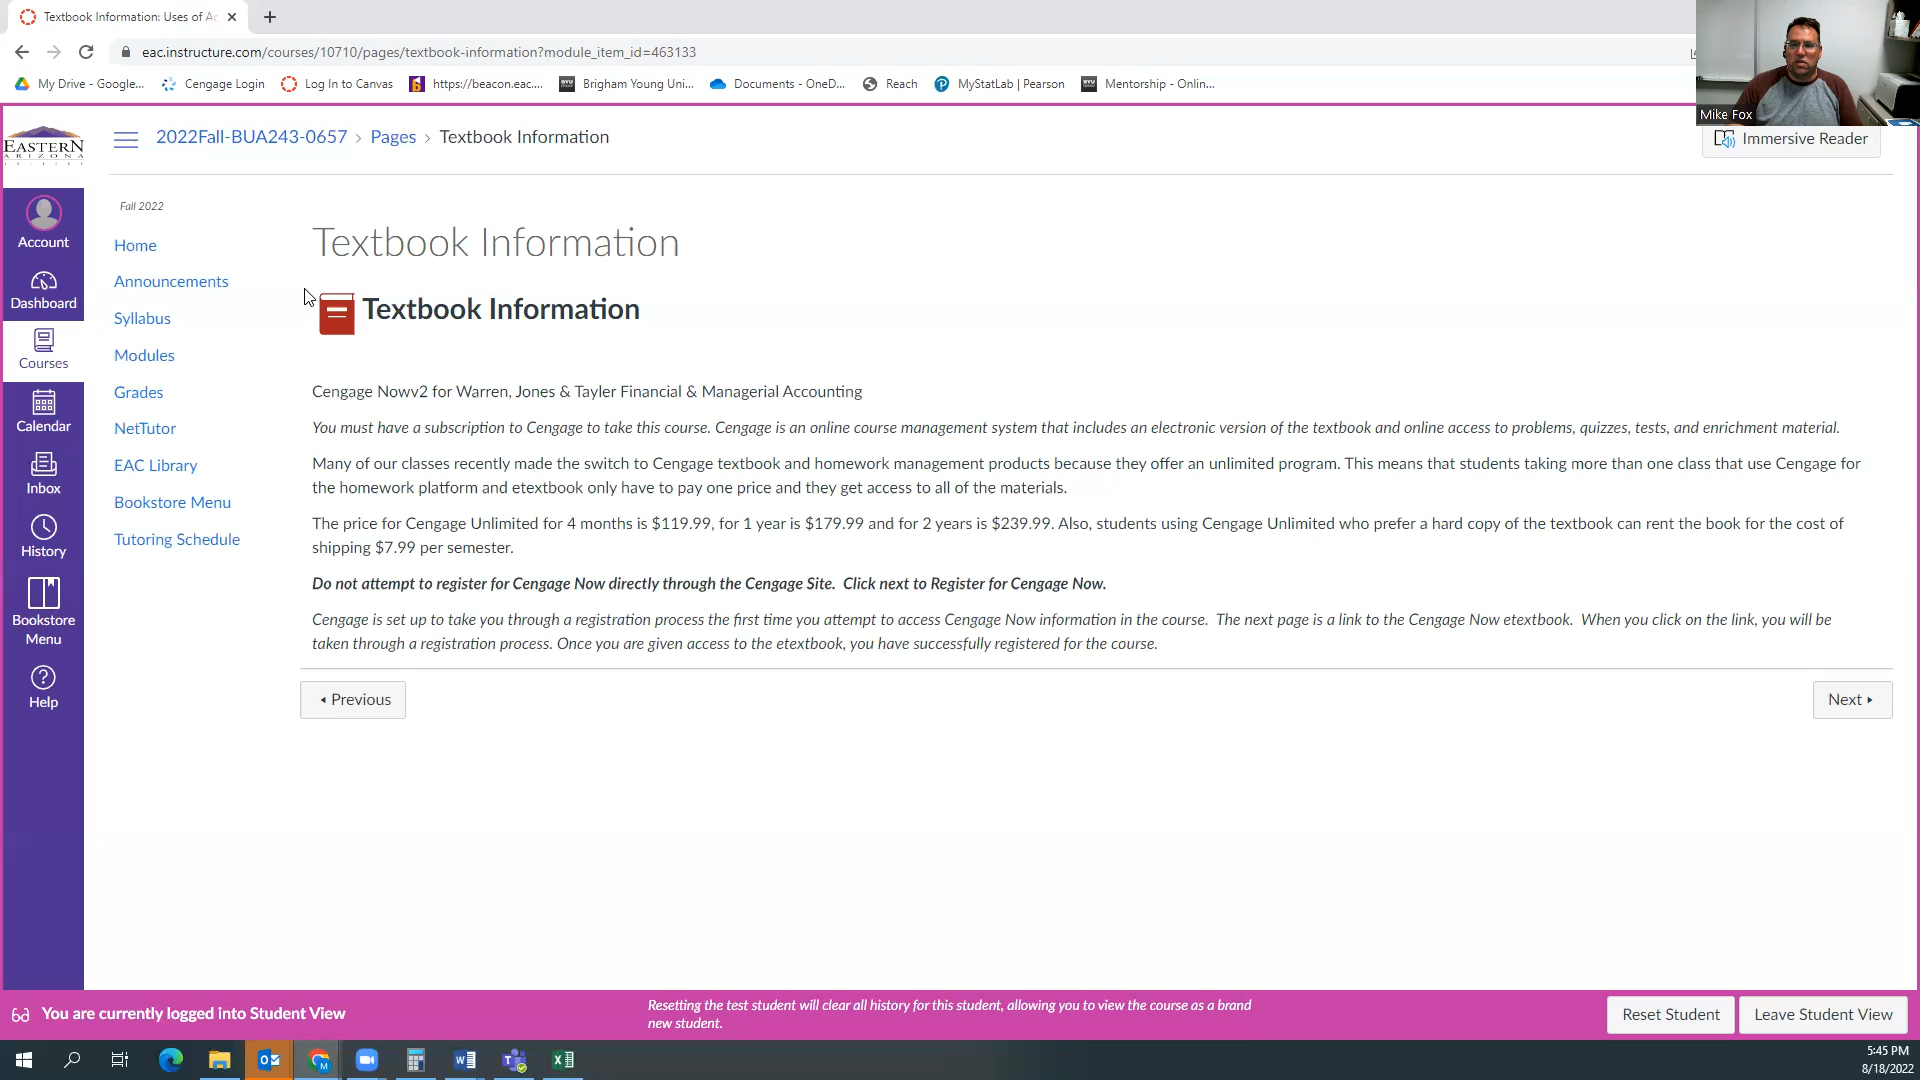 Textbook Information: Uses of Ac
eac.instructure.com/courses/10710/pages/textbook-information?module_item_id=463133
My Drive - Google...
Cengage Login
Log In to Canvas
https://beacon.eac....
Brigham Young Uni...
Documents - OneD...
Reach
MyStatLab | Pearson
Mentorship - Onlin...
Mike Fox
EASTERN
ARIZONA
2022Fall-BUA243-0657 › Pages › Textbook Information
Immersive Reader
Account
Dashboard
Courses
Calendar
Inbox
History
Bookstore
Menu
Help
Fall 2022
Home
Announcements
Syllabus
Modules
Grades
NetTutor
EAC Library
Bookstore Menu
Tutoring Schedule
Textbook Information
Textbook Information
Cengage Nowv2 for Warren, Jones & Tayler Financial & Managerial Accounting
You must have a subscription to Cengage to take this course. Cengage is an online course management system that includes an electronic version of the textbook and online access to problems, quizzes, tests, and enrichment material.
Many of our classes recently made the switch to Cengage textbook and homework management products because they offer an unlimited program. This means that students taking more than one class that use Cengage for
the homework platform and etextbook only have to pay one price and they get access to all of the materials.
The price for Cengage Unlimited for 4 months is $119.99, for 1 year is $179.99 and for 2 years is $239.99. Also, students using Cengage Unlimited who prefer a hard copy of the textbook can rent the book for the cost of
shipping $7.99 per semester.
Do not attempt to register for Cengage Now directly through the Cengage Site. Click next to Register for Cengage Now.
Cengage is set up to take you through a registration process the first time you attempt to access Cengage Now information in the course. The next page is a link to the Cengage Now etextbook. When you click on the link, you will be
taken through a registration process. Once you are given access to the etextbook, you have successfully registered for the course.
Previous
Next
You are currently logged into Student View
Resetting the test student will clear all history for this student, allowing you to view the course as a brand
new student.
Reset Student
Leave Student View
5:45 PM
8/18/2022